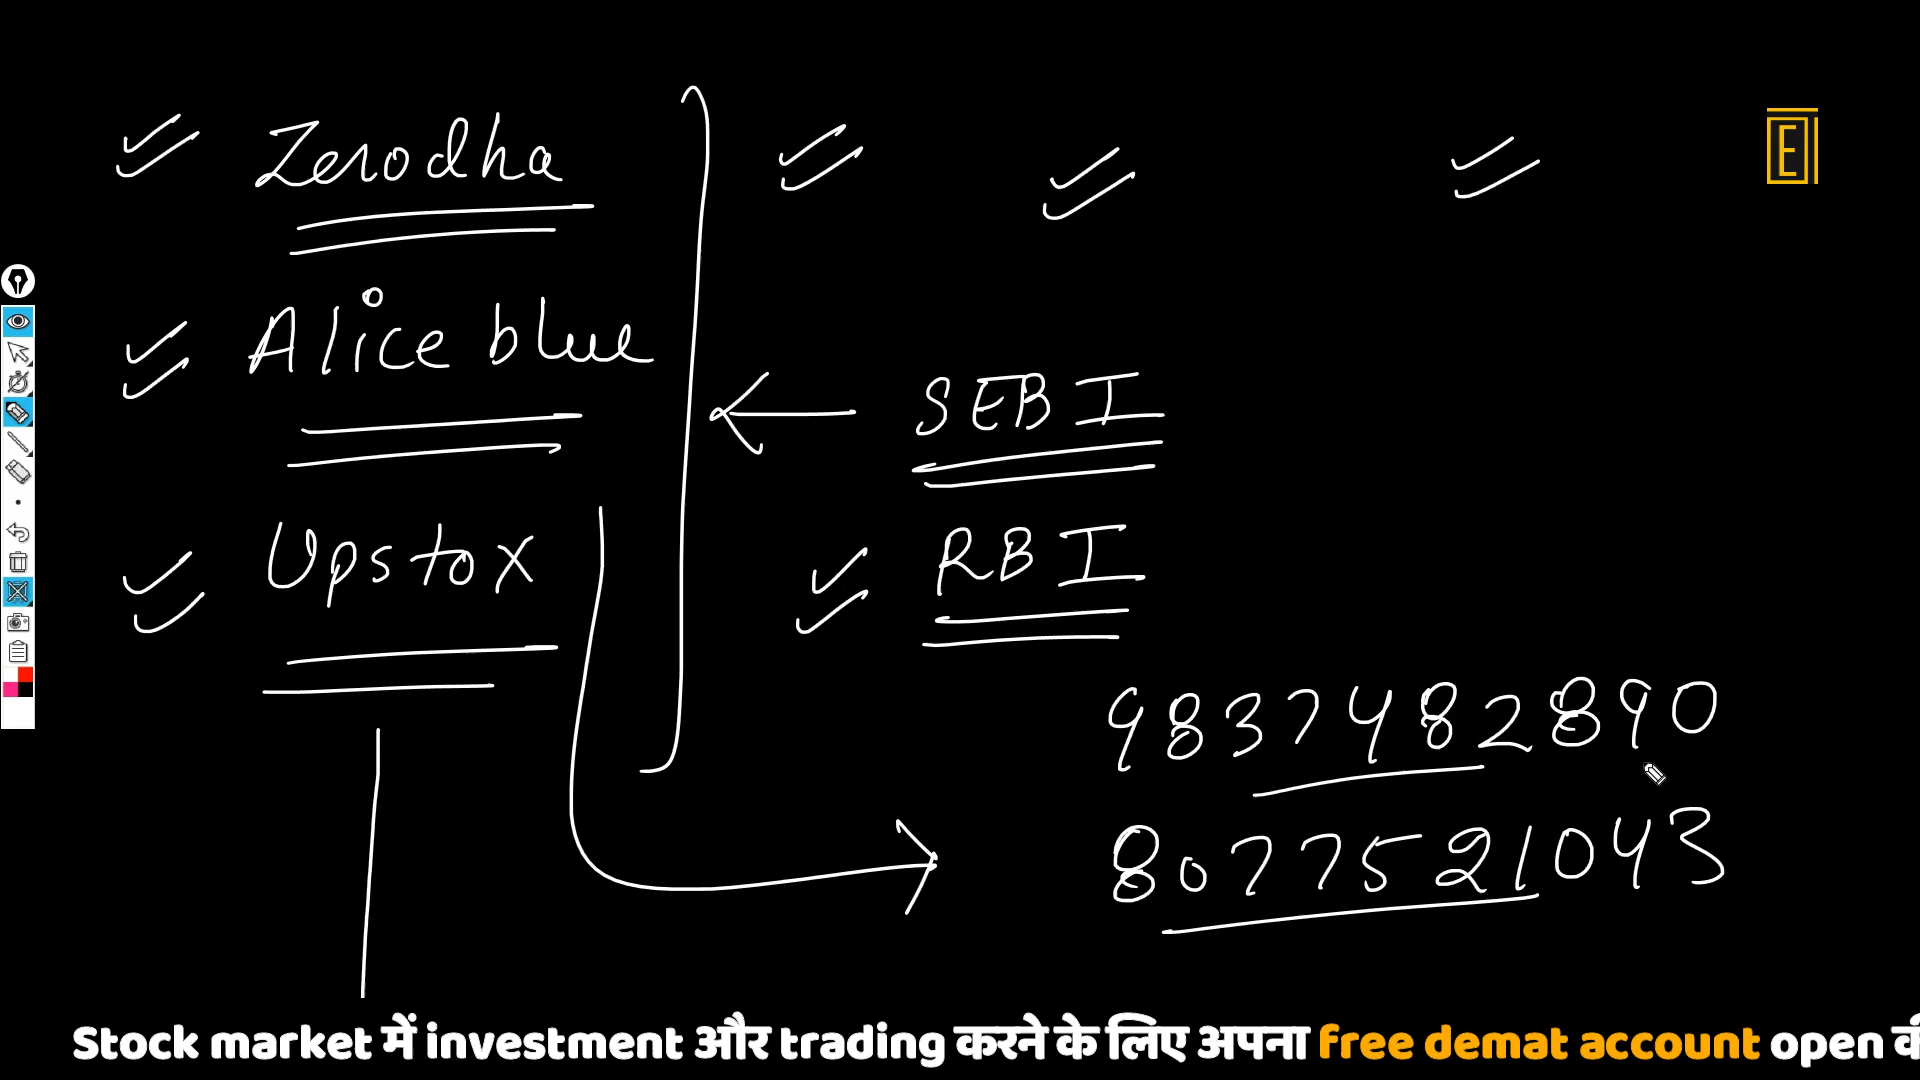 Zerodha
Alice blue
SEBI
Upstox
RBI
9837482890
8077521043
E
Stock market में investment और trading करने के लिए अपना free demat account open